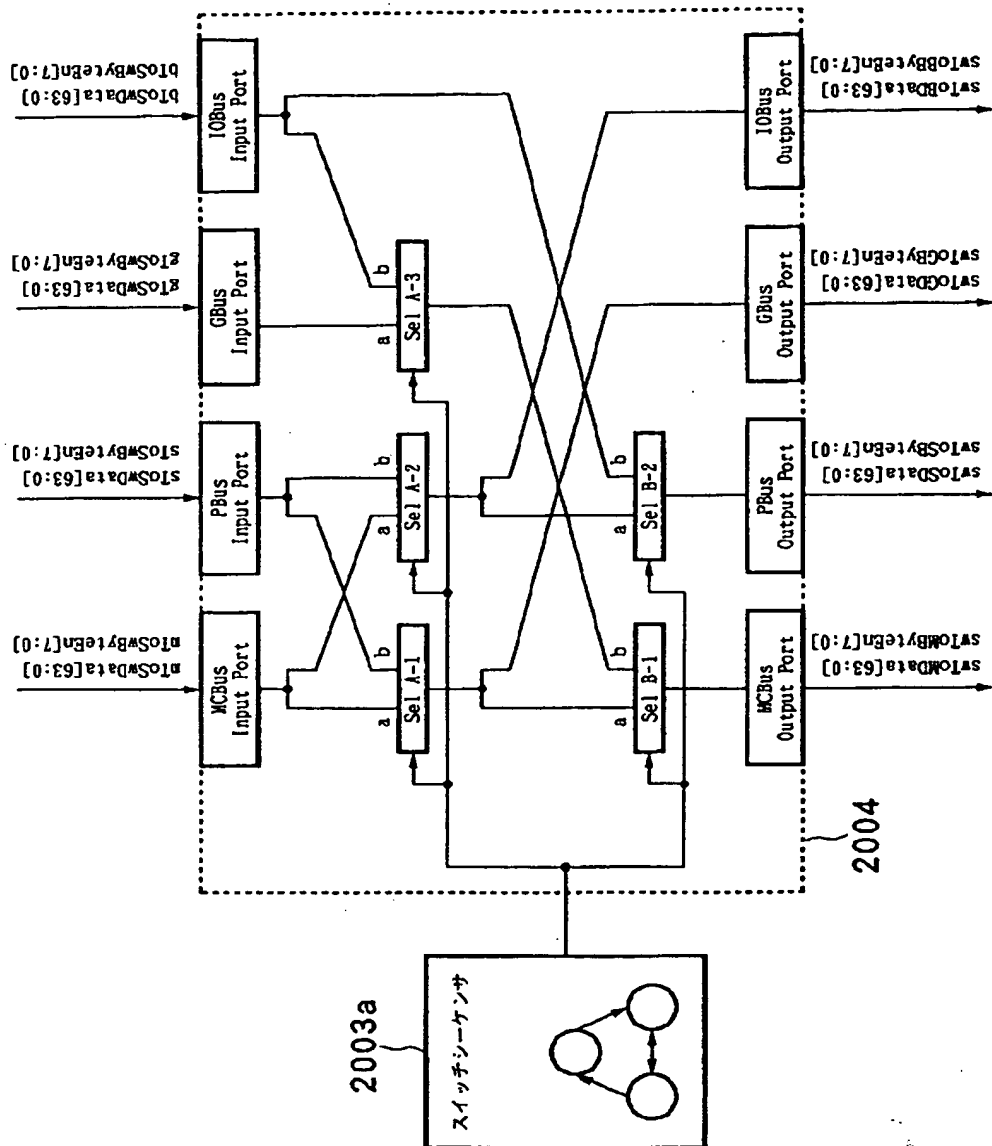 mToSwData[63:0]
mToSwByteEn[7:0]
sToSwData[63:0]
sToSwByteEn[7:0]
gToSwData[63:0]
gToSwByteEn[7:0]
bToSwData[63:0]
bToSwByteEn[7:0]
MCBus
Input Port
PBus
Input Port
GBus
Input Port
IOBus
Input Port
a
b
Sel A-1
a
b
Sel A-2
a
b
Sel A-3
a
b
Sel B-1
a
b
Sel B-2
MCBus
Output Port
PBus
Output Port
GBus
Output Port
IOBus
Output Port
swToMData[63:0]
swToMByteEn[7:0]
swToSData[63:0]
swToSByteEn[7:0]
swToGData[63:0]
swToGByteEn[7:0]
swToBData[63:0]
swToBByteEn[7:0]
2004
2003a
スイッチシーケンサ